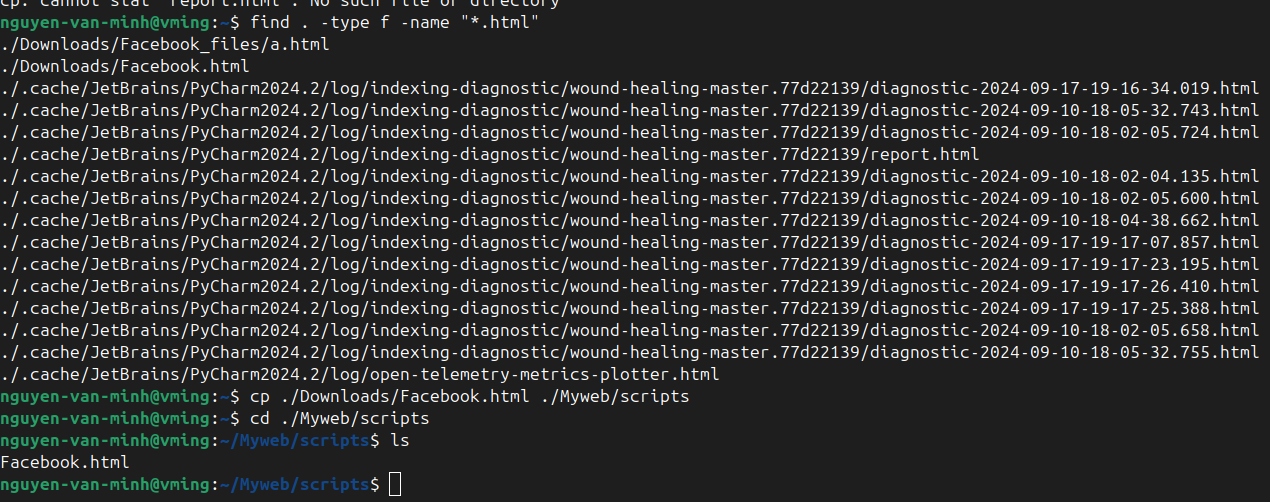 cp: cannot stat 'report.html': No such file or directory
nguyen-van-minh@vming:~$ find . -type f -name "*.html"
./Downloads/Facebook_files/a.html
./Downloads/Facebook.html
./.cache/JetBrains/PyCharm2024.2/log/indexing-diagnostic/wound-healing-master.77d22139/diagnostic-2024-09-17-19-16-34.019.html
./.cache/JetBrains/PyCharm2024.2/log/indexing-diagnostic/wound-healing-master.77d22139/diagnostic-2024-09-10-18-05-32.743.html
./.cache/JetBrains/PyCharm2024.2/log/indexing-diagnostic/wound-healing-master.77d22139/diagnostic-2024-09-10-18-02-05.724.html
./.cache/JetBrains/PyCharm2024.2/log/indexing-diagnostic/wound-healing-master.77d22139/report.html
./.cache/JetBrains/PyCharm2024.2/log/indexing-diagnostic/wound-healing-master.77d22139/diagnostic-2024-09-10-18-02-04.135.html
./.cache/JetBrains/PyCharm2024.2/log/indexing-diagnostic/wound-healing-master.77d22139/diagnostic-2024-09-10-18-02-05.600.html
./.cache/JetBrains/PyCharm2024.2/log/indexing-diagnostic/wound-healing-master.77d22139/diagnostic-2024-09-10-18-04-38.662.html
./.cache/JetBrains/PyCharm2024.2/log/indexing-diagnostic/wound-healing-master.77d22139/diagnostic-2024-09-17-19-17-07.857.html
./.cache/JetBrains/PyCharm2024.2/log/indexing-diagnostic/wound-healing-master.77d22139/diagnostic-2024-09-17-19-17-23.195.html
./.cache/JetBrains/PyCharm2024.2/log/indexing-diagnostic/wound-healing-master.77d22139/diagnostic-2024-09-17-19-17-26.410.html
./.cache/JetBrains/PyCharm2024.2/log/indexing-diagnostic/wound-healing-master.77d22139/diagnostic-2024-09-17-19-17-25.388.html
./.cache/JetBrains/PyCharm2024.2/log/indexing-diagnostic/wound-healing-master.77d22139/diagnostic-2024-09-10-18-02-05.658.html
./.cache/JetBrains/PyCharm2024.2/log/indexing-diagnostic/wound-healing-master.77d22139/diagnostic-2024-09-10-18-05-32.755.html
./.cache/JetBrains/PyCharm2024.2/log/open-telemetry-metrics-plotter.html
nguyen-van-minh@vming:~$ cp ./Downloads/Facebook.html ./Myweb/scripts
nguyen-van-minh@vming:~$ cd ./Myweb/scripts
nguyen-van-minh@vming:~/Myweb/scripts$ ls
Facebook.html
nguyen-van-minh@vming:~/Myweb/scripts$